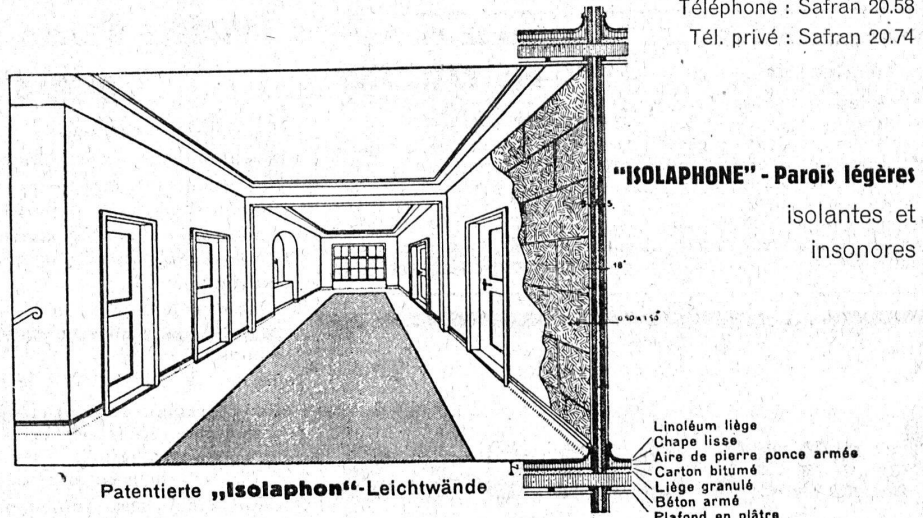 Téléphone : Safran 20.58
Tél. privé : Safran 20.74
"ISOLAPHONE" - Parois légères
isolantes et
insonores
18
Linoléum liège
Chape lisse
Aire de pierre ponce armée
Carton bitumé
Liège granulé
Béton armé
Plafond en plâtre
F
Patentierte „Isolaphon“-Leichtwände